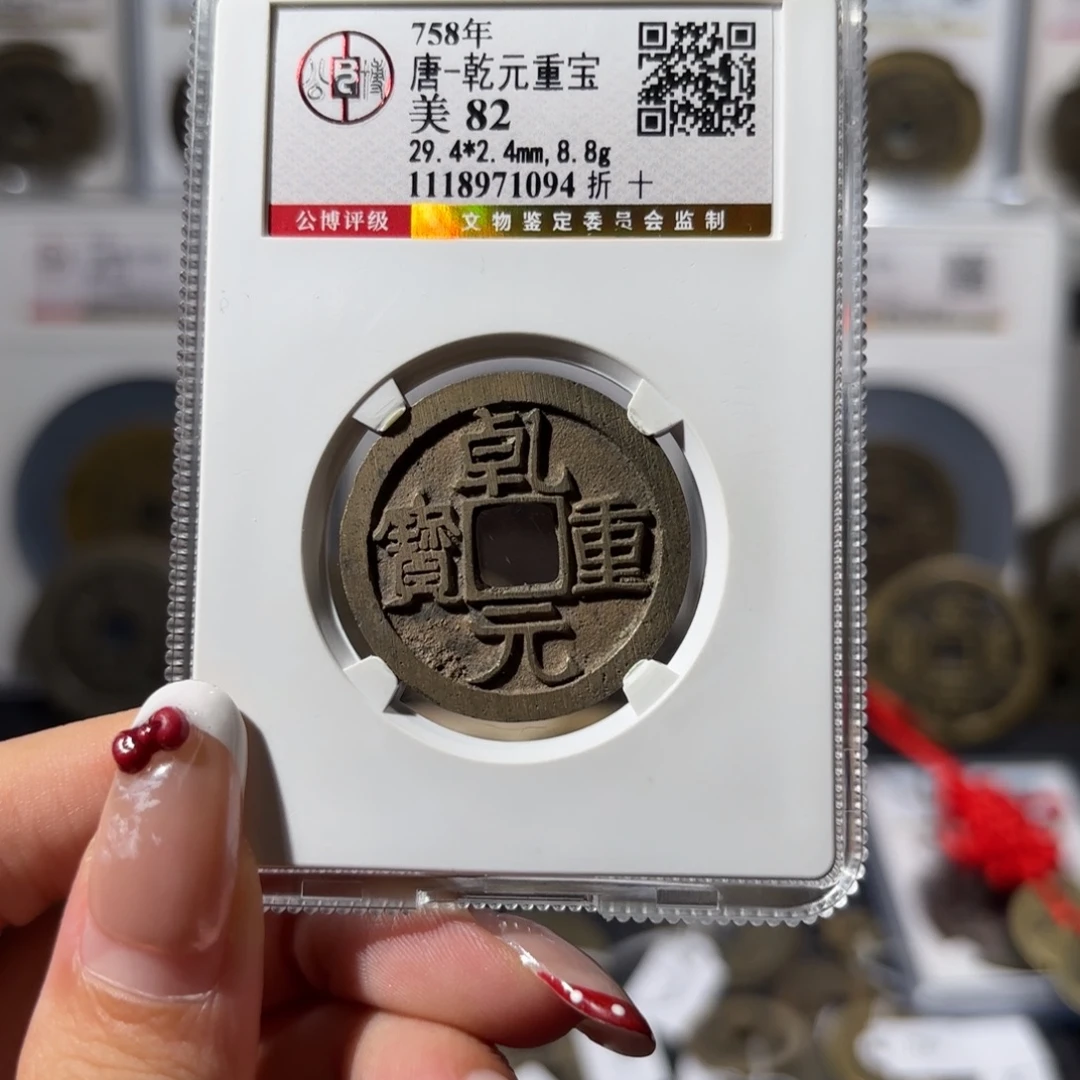 758年
唐-乾元重宝
美 82
29.4*2.4mm,8.8g
1118971094 折 十
公博评级 文物鉴定委员会监制
乾
寶 重
元